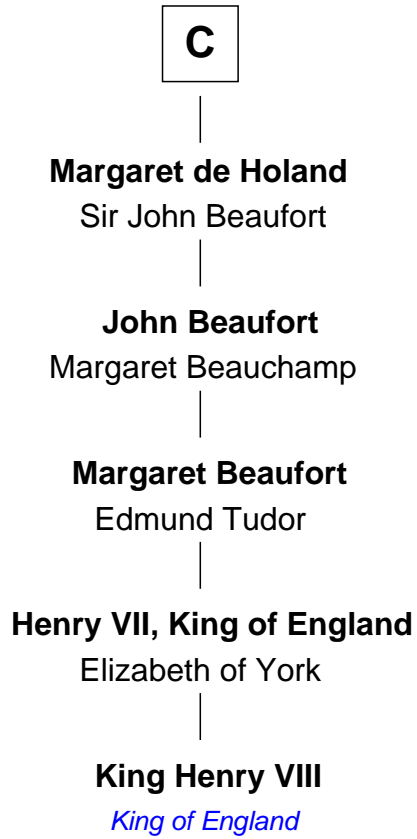 C
Margaret de Holand
Sir John Beaufort
John Beaufort
Margaret Beauchamp
Margaret Beaufort
Edmund Tudor
Henry VII, King of England
Elizabeth of York
King Henry VIII
King of England